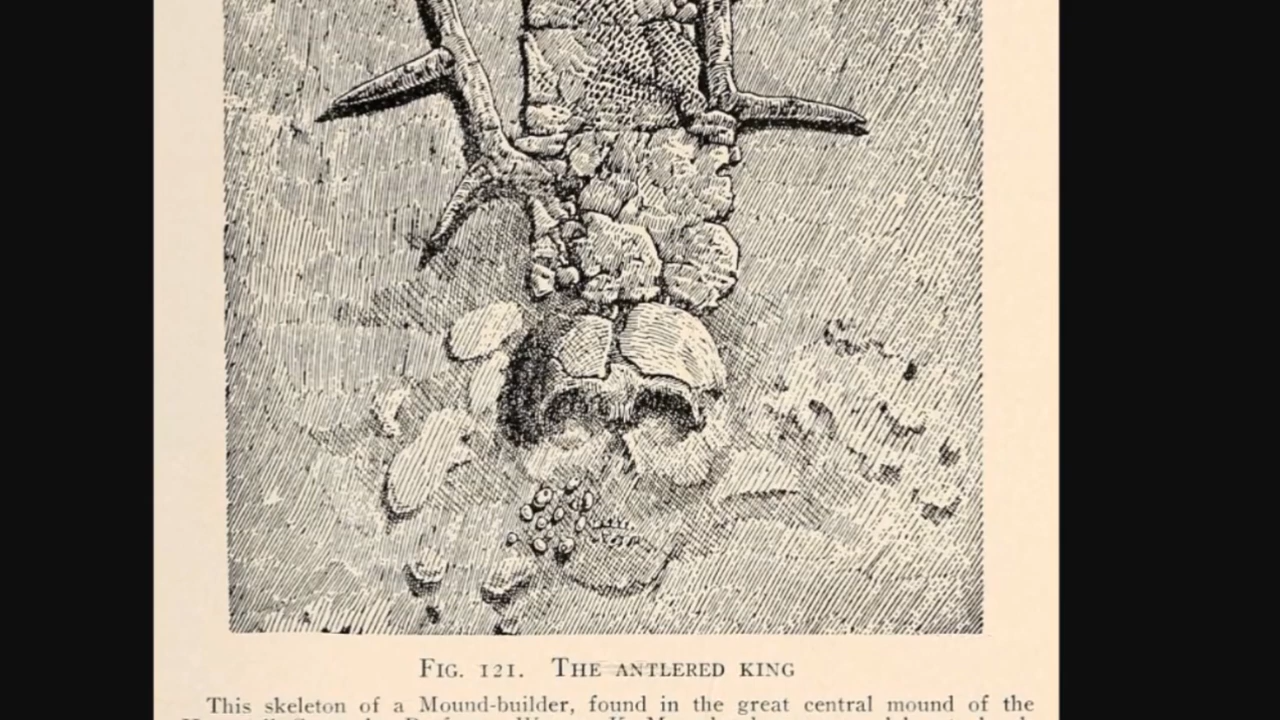 FIG. 121. THE ANTLERED KING
This skeleton of a Mound-builder, found in the great central mound of the